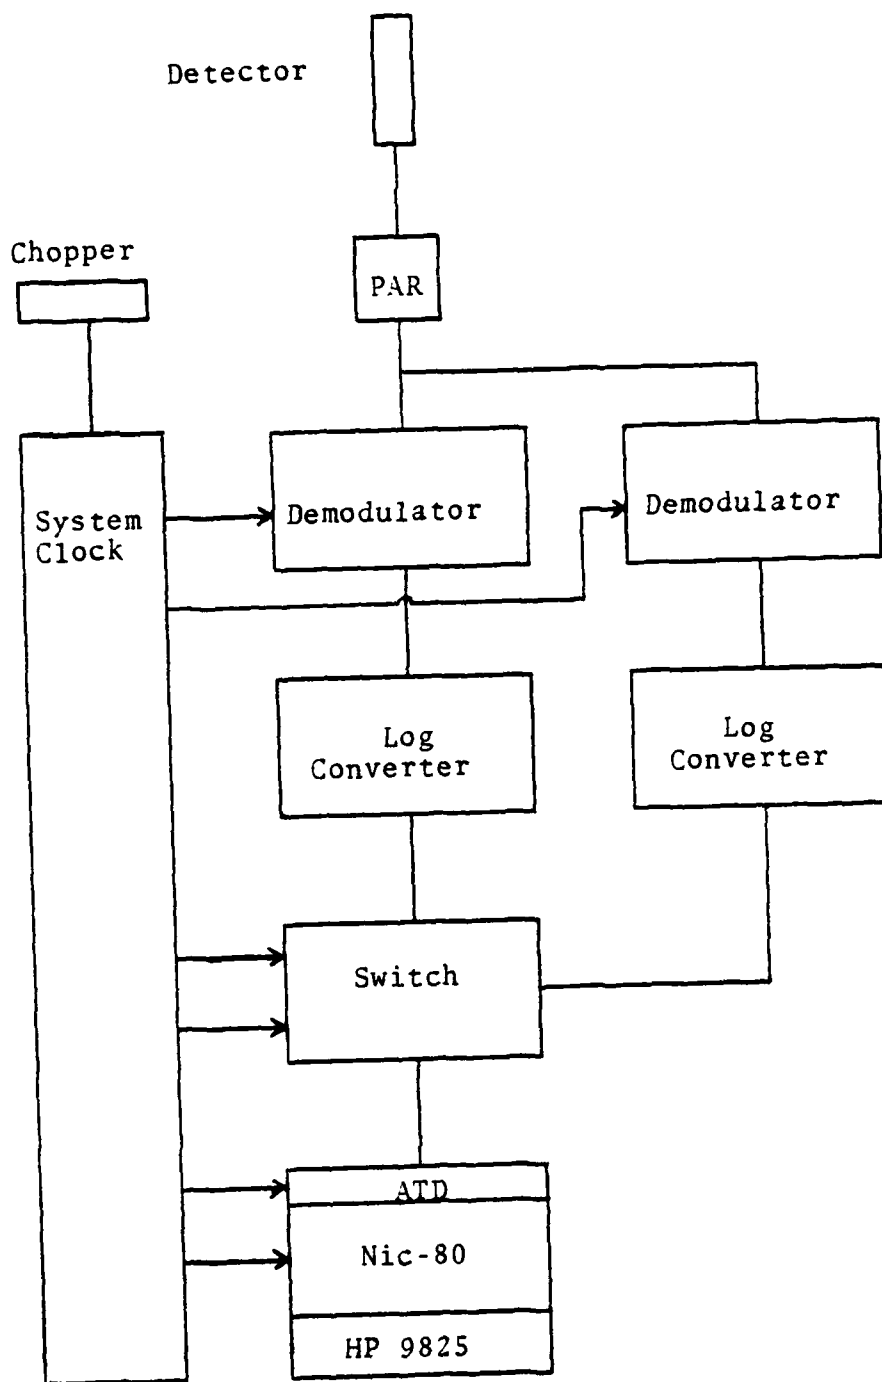 Detector
Chopper
PAR
System
Clock
Demodulator
Demodulator
Log
Converter
Log
Converter
Switch
ATD
Nic-80
HP 9825